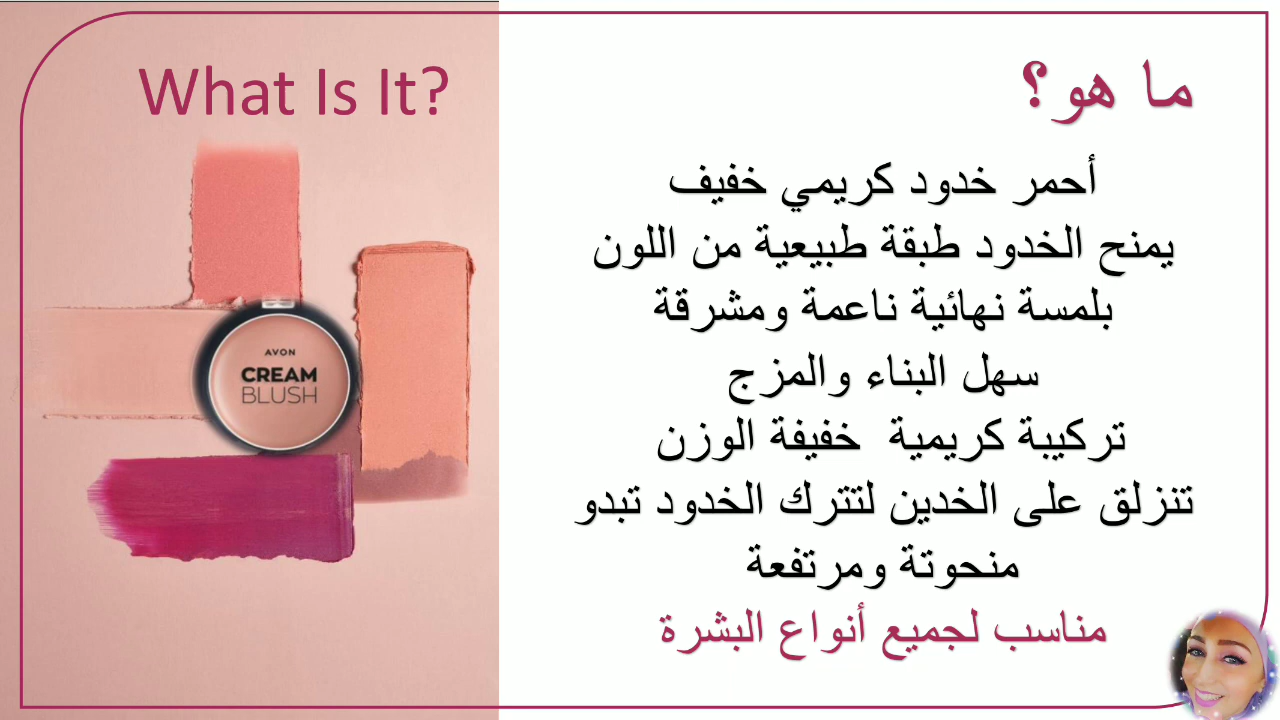 What Is It?
ما هو؟
AVON
CREAM
BLUSH
أحمر خدود كريمي خفيف
يمنح الخدود طبقة طبيعية من اللون
بلمسة نهائية ناعمة ومشرقة
سهل البناء والمزج
تركيبة كريمية خفيفة الوزن
تنزلق على الخدين لتترك الخدود تبدو
منحوتة ومرتفعة
مناسب لجميع أنواع البشرة